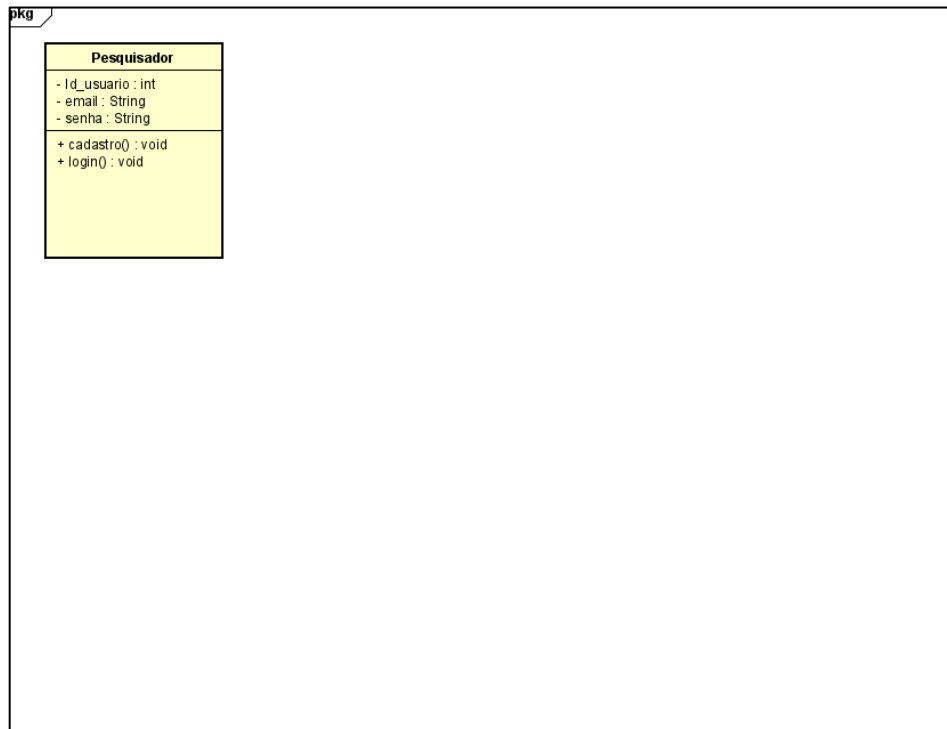 pkg
Pesquisador
- Id_usuario : int
- email : String
- senha : String
+ cadastro() : void
+ login() : void